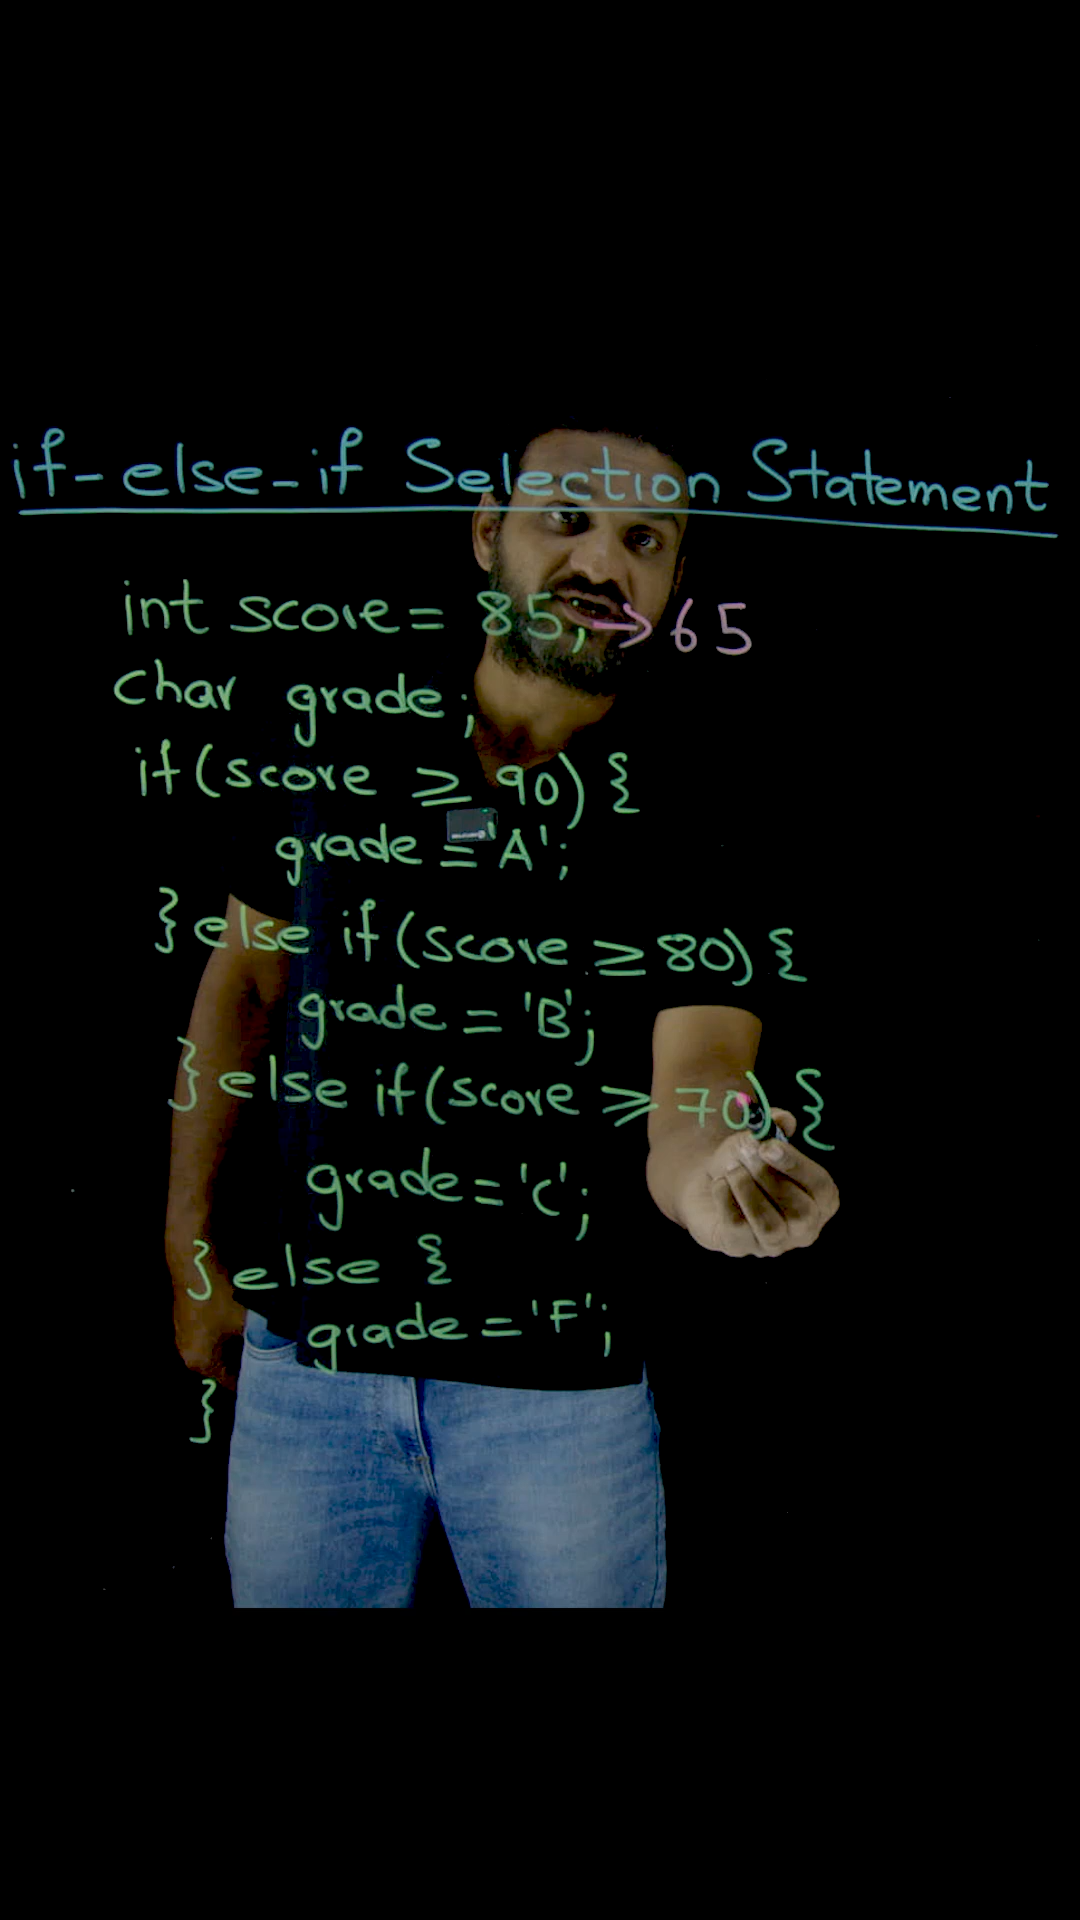 if-else-if Selection Statement
int score = 85; → 65
char grade;
if(score ≥ 90) {
grade = 'A';
} else if (score ≥ 80) {
grade = 'B';
} else if (score ≥ 70) {
grade = 'C';
} else {
grade = 'F';
}